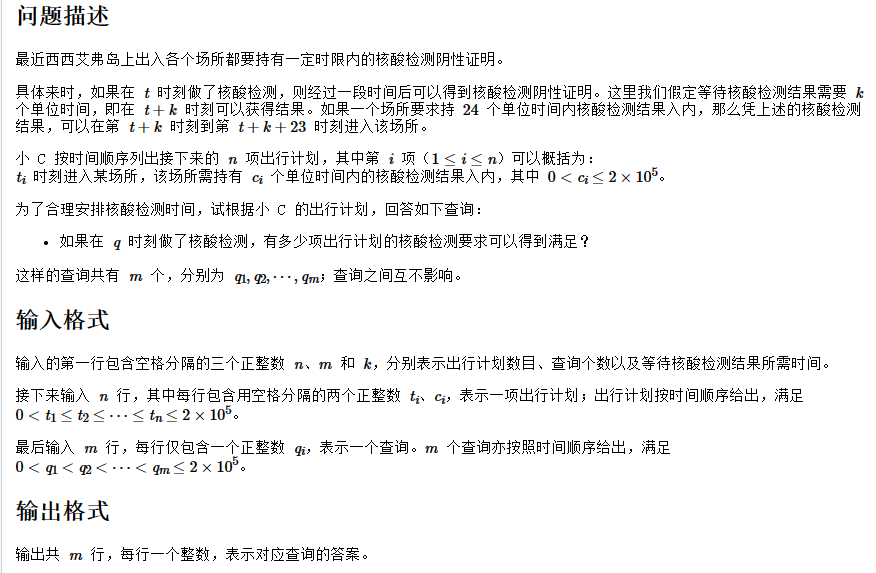 问题描述
最近西西艾弗岛上出入各个场所都要持有一定时限内的核酸检测阴性证明。
具体来时，如果在 t 时刻做了核酸检测，则经过一段时间后可以得到核酸检测阴性证明。这里我们假定等待核酸检测结果需要 k
个单位时间，即在 t+k 时刻可以获得结果。如果一个场所要求持 24 个单位时间内核酸检测结果入内，那么凭上述的核酸检测
结果，可以在第 t+k 时刻到第 t+k+23 时刻进入该场所。
小 C 按时间顺序列出接下来的 n 项出行计划，其中第 i 项（1≤i≤n）可以概括为：
t_i 时刻进入某场所，该场所需持有 c_i 个单位时间内的核酸检测结果入内，其中 0<c_i≤2×10^5。
为了合理安排核酸检测时间，试根据小 C 的出行计划，回答如下查询：
• 如果在 q 时刻做了核酸检测，有多少项出行计划的核酸检测要求可以得到满足？
这样的查询共有 m 个，分别为 q_1,q_2,⋯,q_m；查询之间互不影响。
输入格式
输入的第一行包含空格分隔的三个正整数 n、m 和 k，分别表示出行计划数目、查询个数以及等待核酸检测结果所需时间。
接下来输入 n 行，其中每行包含用空格分隔的两个正整数 t_i、c_i，表示一项出行计划；出行计划按时间顺序给出，满足
0<t_1≤t_2≤⋯≤t_n≤2×10^5。
最后输入 m 行，每行仅包含一个正整数 q_i，表示一个查询。m 个查询亦按照时间顺序给出，满足
0<q_1<q_2<⋯<q_m≤2×10^5。
输出格式
输出共 m 行，每行一个整数，表示对应查询的答案。